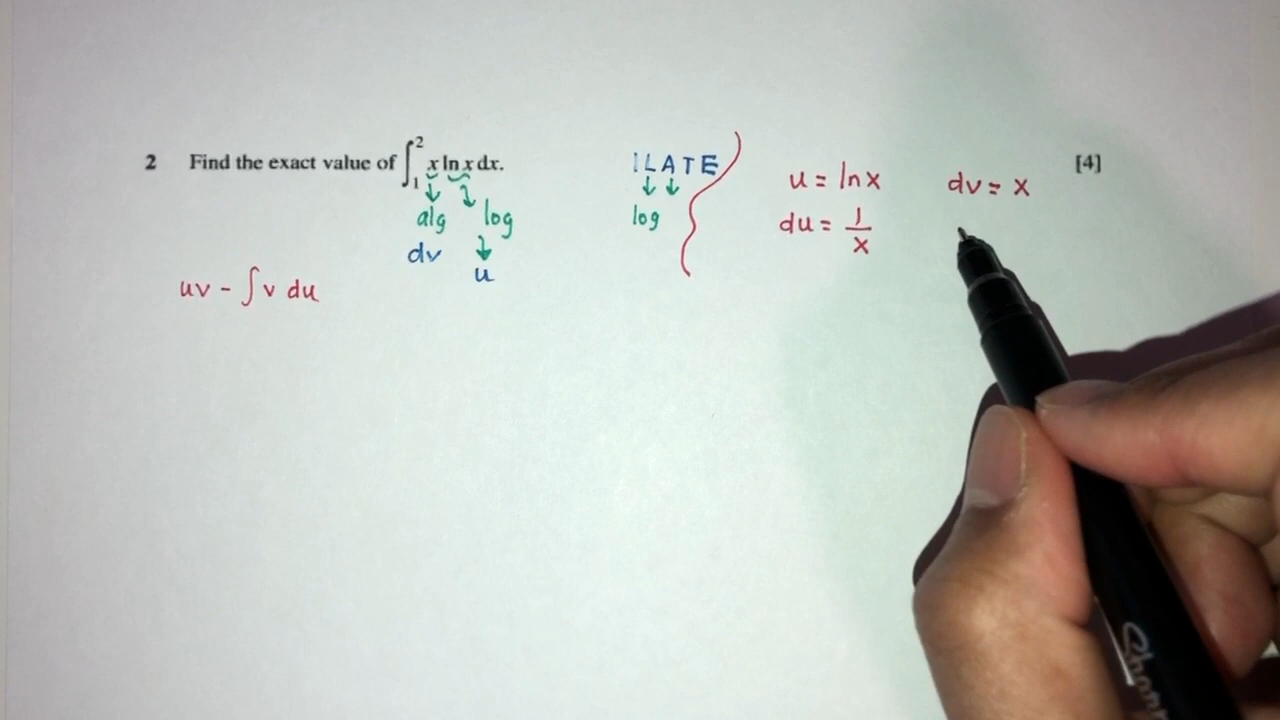 2 Find the exact value of ∫₁² x ln x dx. [4]
alg log
dv u
ILATE
log
u = ln x dv = x
du = 1/x
uv - ∫ v du